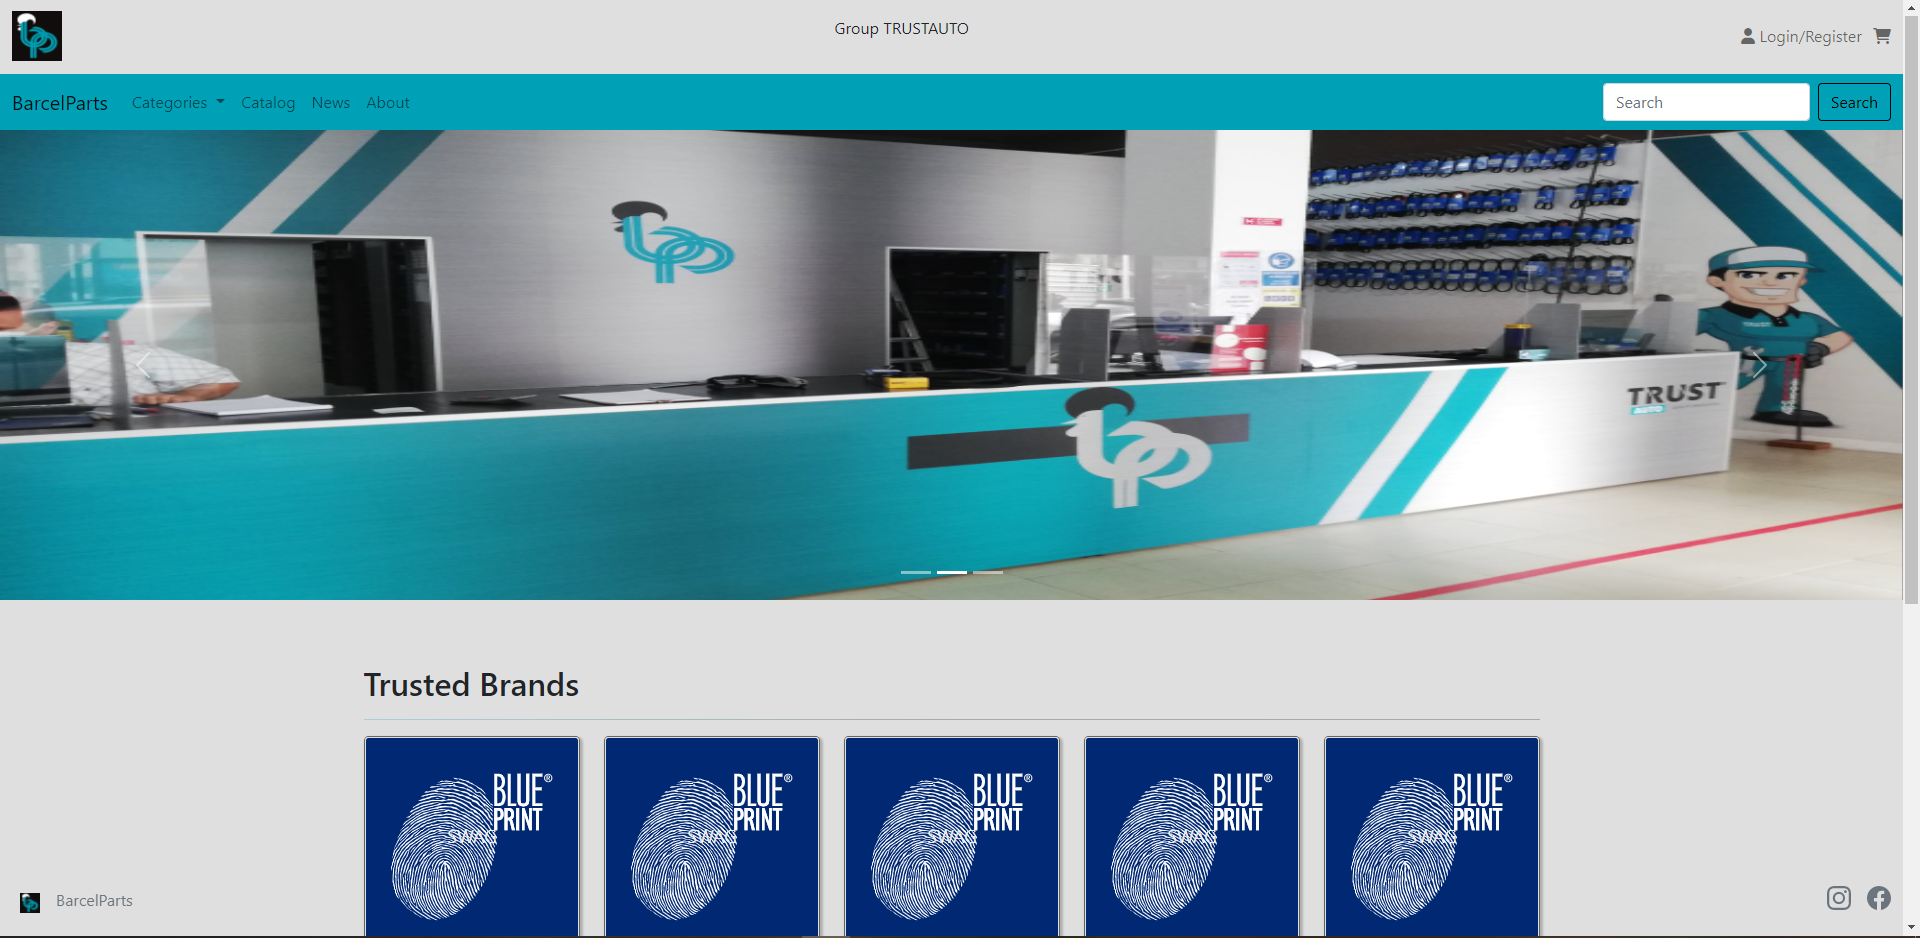 Group TRUSTAUTO
Login/Register
BarcelParts
Categories
Catalog
News
About
Search
Search
TRUST
AUTO
Trusted Brands
BLUE®
PRINT
SWAG
BLUE®
PRINT
SWAG
BLUE®
PRINT
SWAG
BLUE®
PRINT
SWAG
BLUE®
PRINT
SWAG
BarcelParts